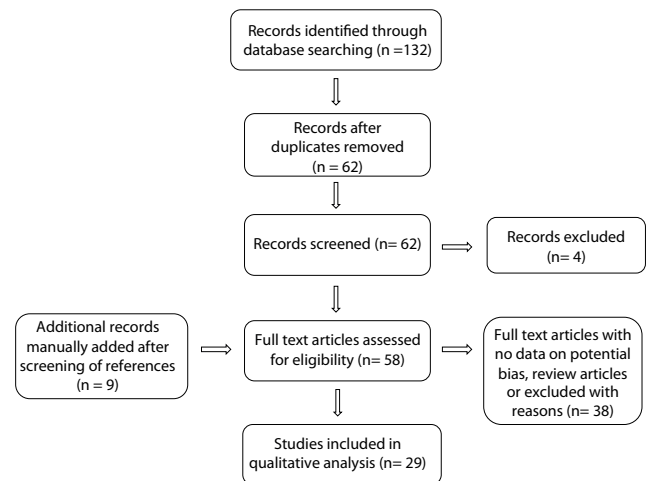 Records identified through
database searching (n =132)
Records after
duplicates removed
(n = 62)
Records screened (n= 62)
Records excluded
(n= 4)
Additional records
manually added after
screening of references
(n = 9)
Full text articles assessed
for eligibility (n= 58)
Full text articles with
no data on potential
bias, review articles
or excluded with
reasons (n= 38)
Studies included in
qualitative analysis (n= 29)